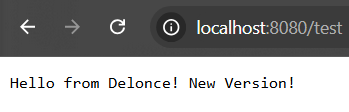 localhost:8080/test
Hello from Delonce! New Version!